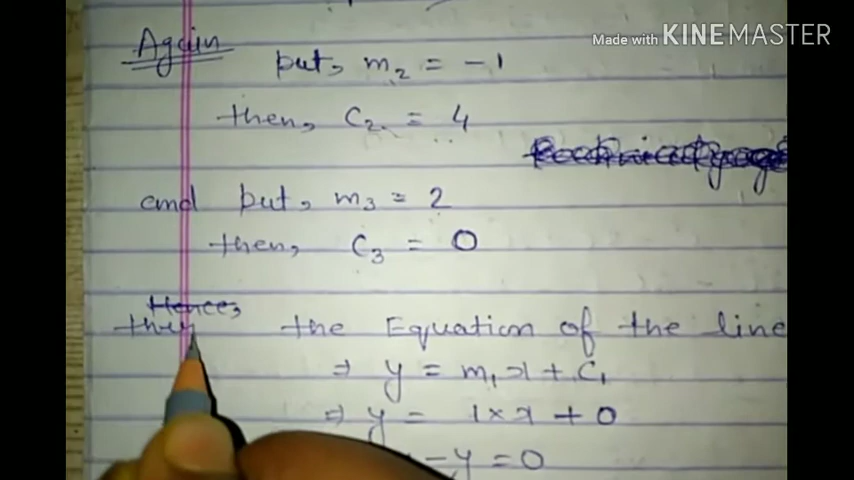 Made with KINEMASTER
Again
put, m₂ = -1
then, c₂ = 4
and put, m₃ = 2
then, c₃ = 0
Hence,
then the Equation of the line
⇒ y = m₁x + c₁
⇒ y = 1 × x + 0
- y = 0